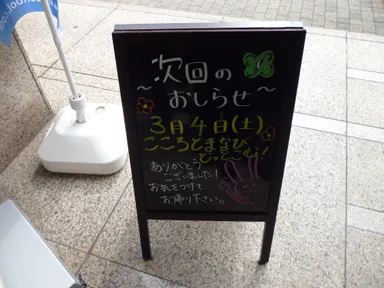 次回の
～おしらせ～
3月4日(土)
こころとまなび
ありがとう
ございました!
お気をつけて
お帰り下さい。